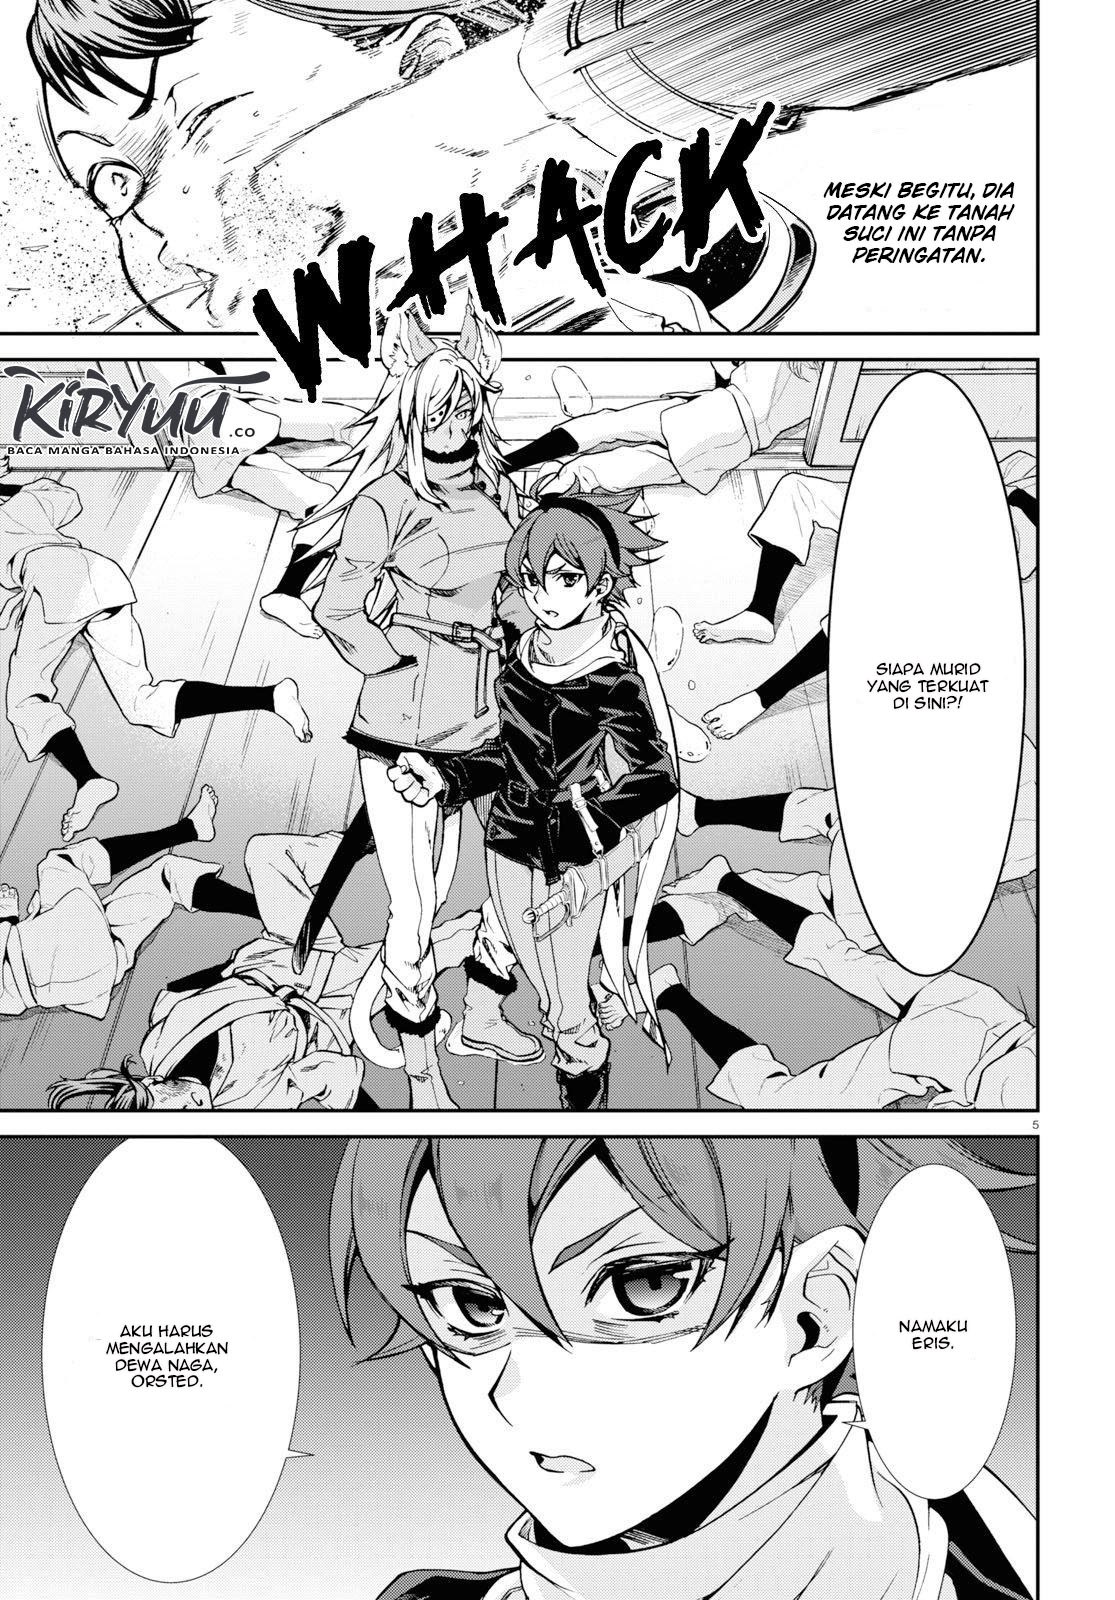 MESKI BEGITU, DIA
DATANG KE TANAH
SUCI INI TANPA
PERINGATAN.
WHACK
KIRYUU.CO
BACA MANGA BAHASA INDONESIA
SIAPA MURID
YANG TERKUAT
DI SINI?!
5
NAMAKU
ERIS.
AKU HARUS
MENGALAHKAN
DEWA NAGA,
ORSTED.